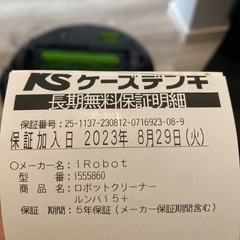 KS ケーズデンキ
長期無料保証明細
保証番号：25-1137-230812-0716923-08-9
保証加入日 2023年 8月29日(火)
○メーカー名：iRobot
型　　番：i555860
商 品 名：ロボットクリーナー
ルンバi5+
保証　期間：5年保証(メーカー保証期間含む)